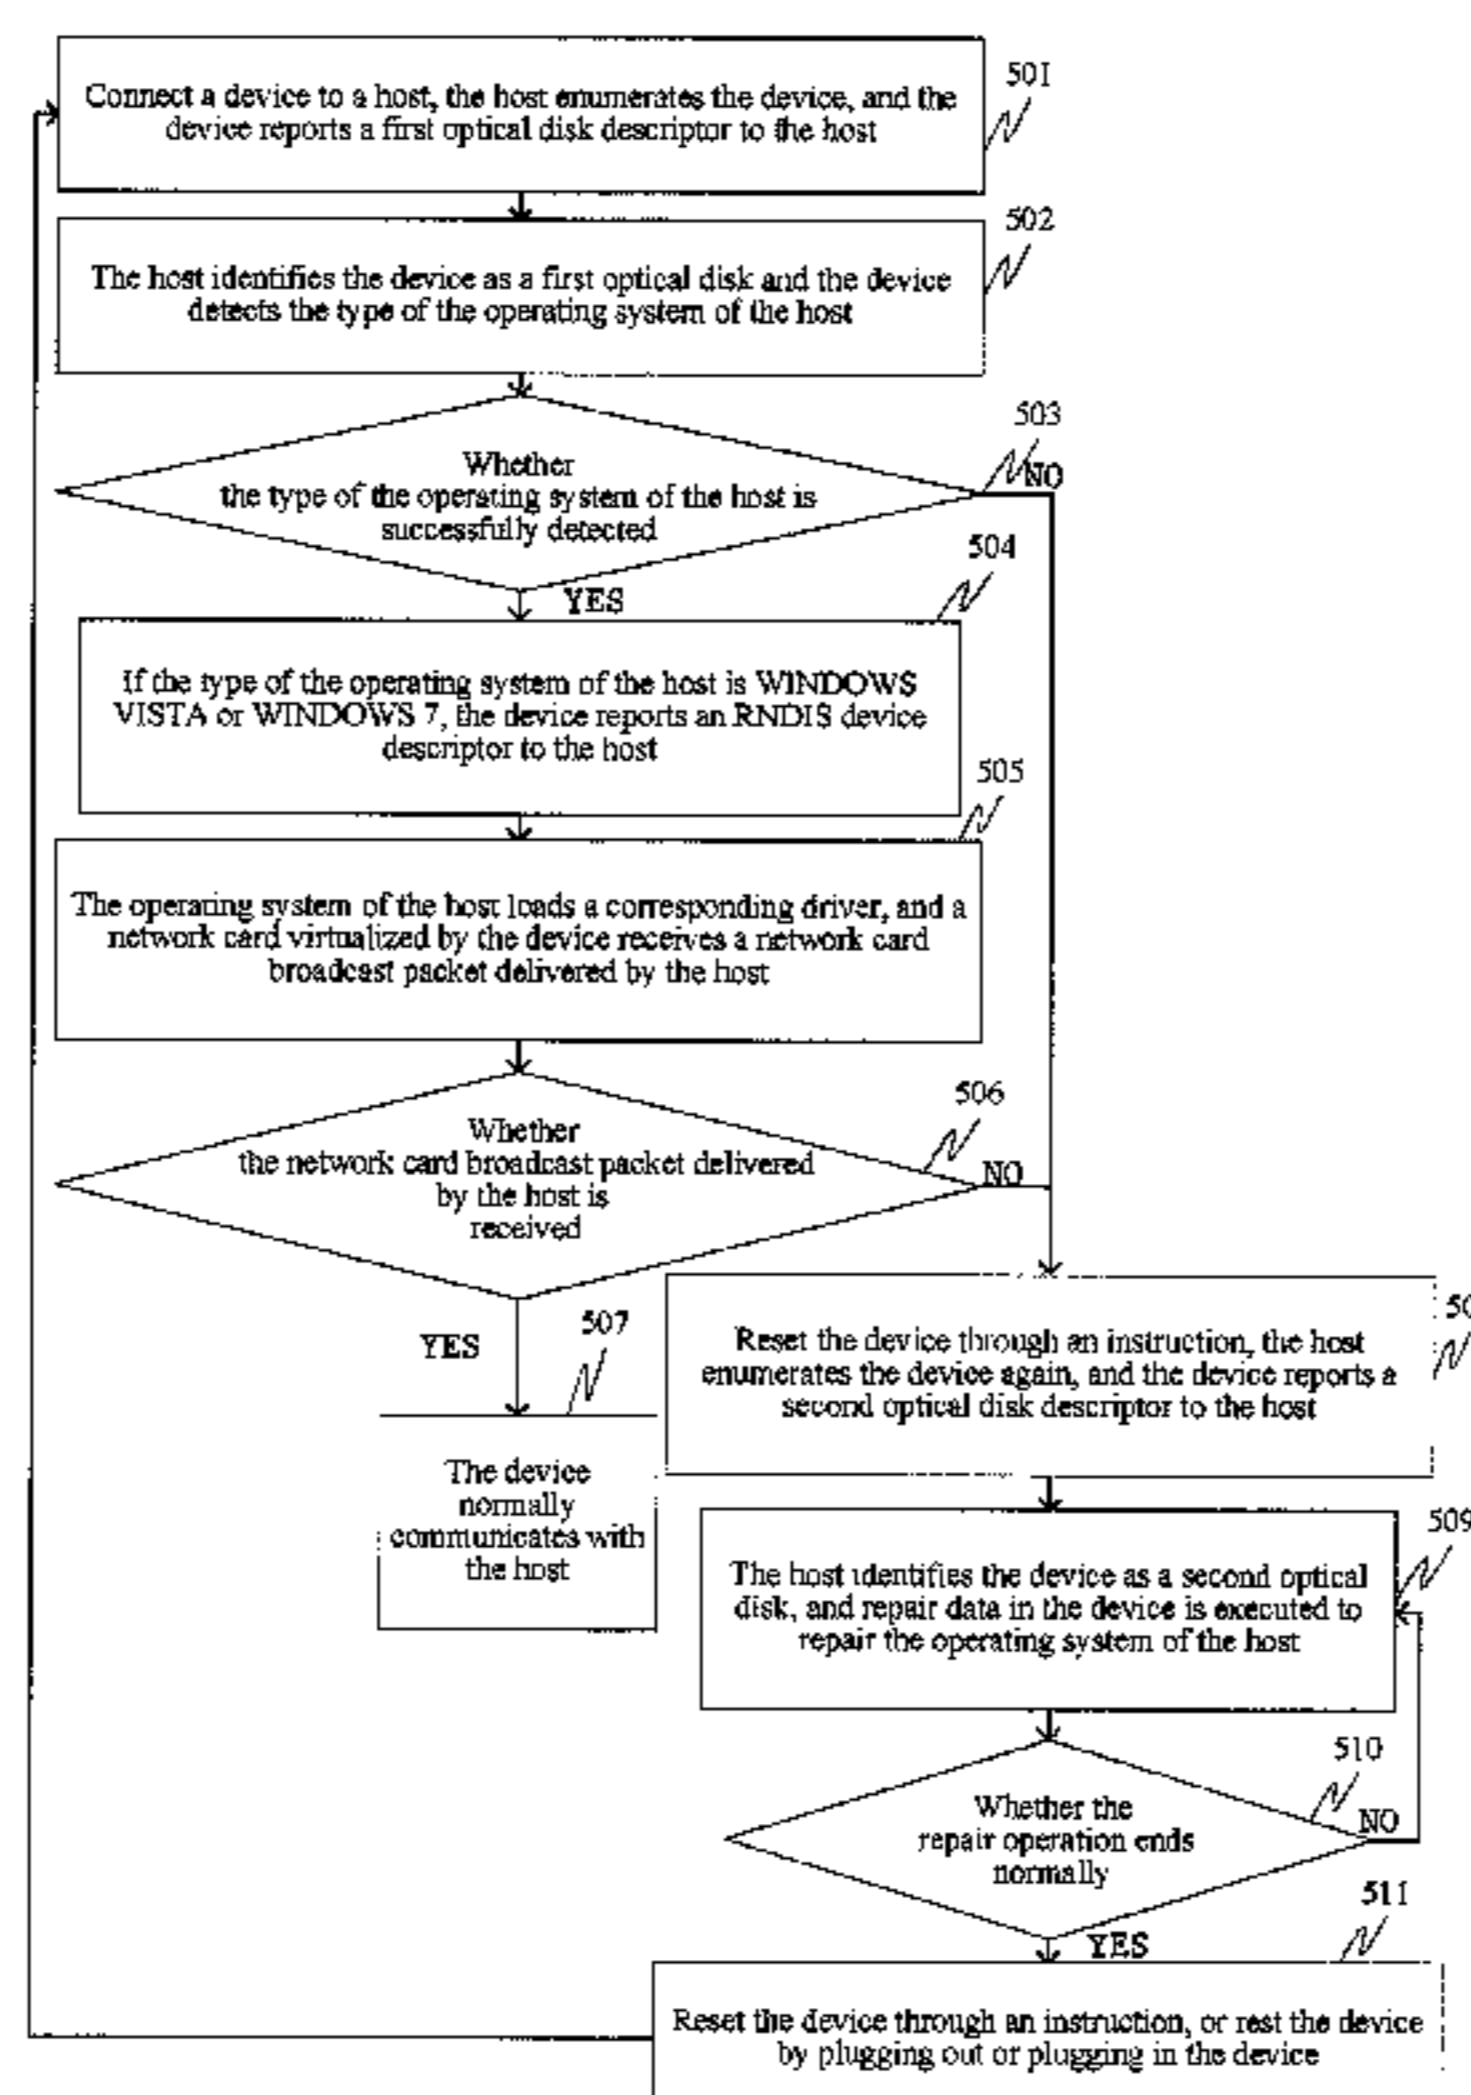 Connect a device to a host, the host enumerates the device, and the
device reports a first optical disk descriptor to the host
501
The host identifies the device as a first optical disk and the device
detects the type of the operating system of the host
502
Whether
the type of the operating system of the host is
successfully detected
503
NO
YES
504
If the type of the operating system of the host is WINDOWS
VISTA or WINDOWS 7, the device reports an RNDIS device
descriptor to the host
505
The operating system of the host loads a corresponding driver, and a
network card virtualized by the device receives a network card
broadcast packet delivered by the host
506
Whether
the network card broadcast packet delivered
by the host is
received
NO
YES
507
The device
normally
communicates with
the host
Reset the device through an instruction, the host
enumerates the device again, and the device reports a
second optical disk descriptor to the host
509
The host identifies the device as a second optical
disk, and repair data in the device is executed to
repair the operating system of the host
510
Whether the
repair operation ends
normally
NO
YES
511
Reset the device through an instruction, or rest the device
by plugging out or plugging in the device